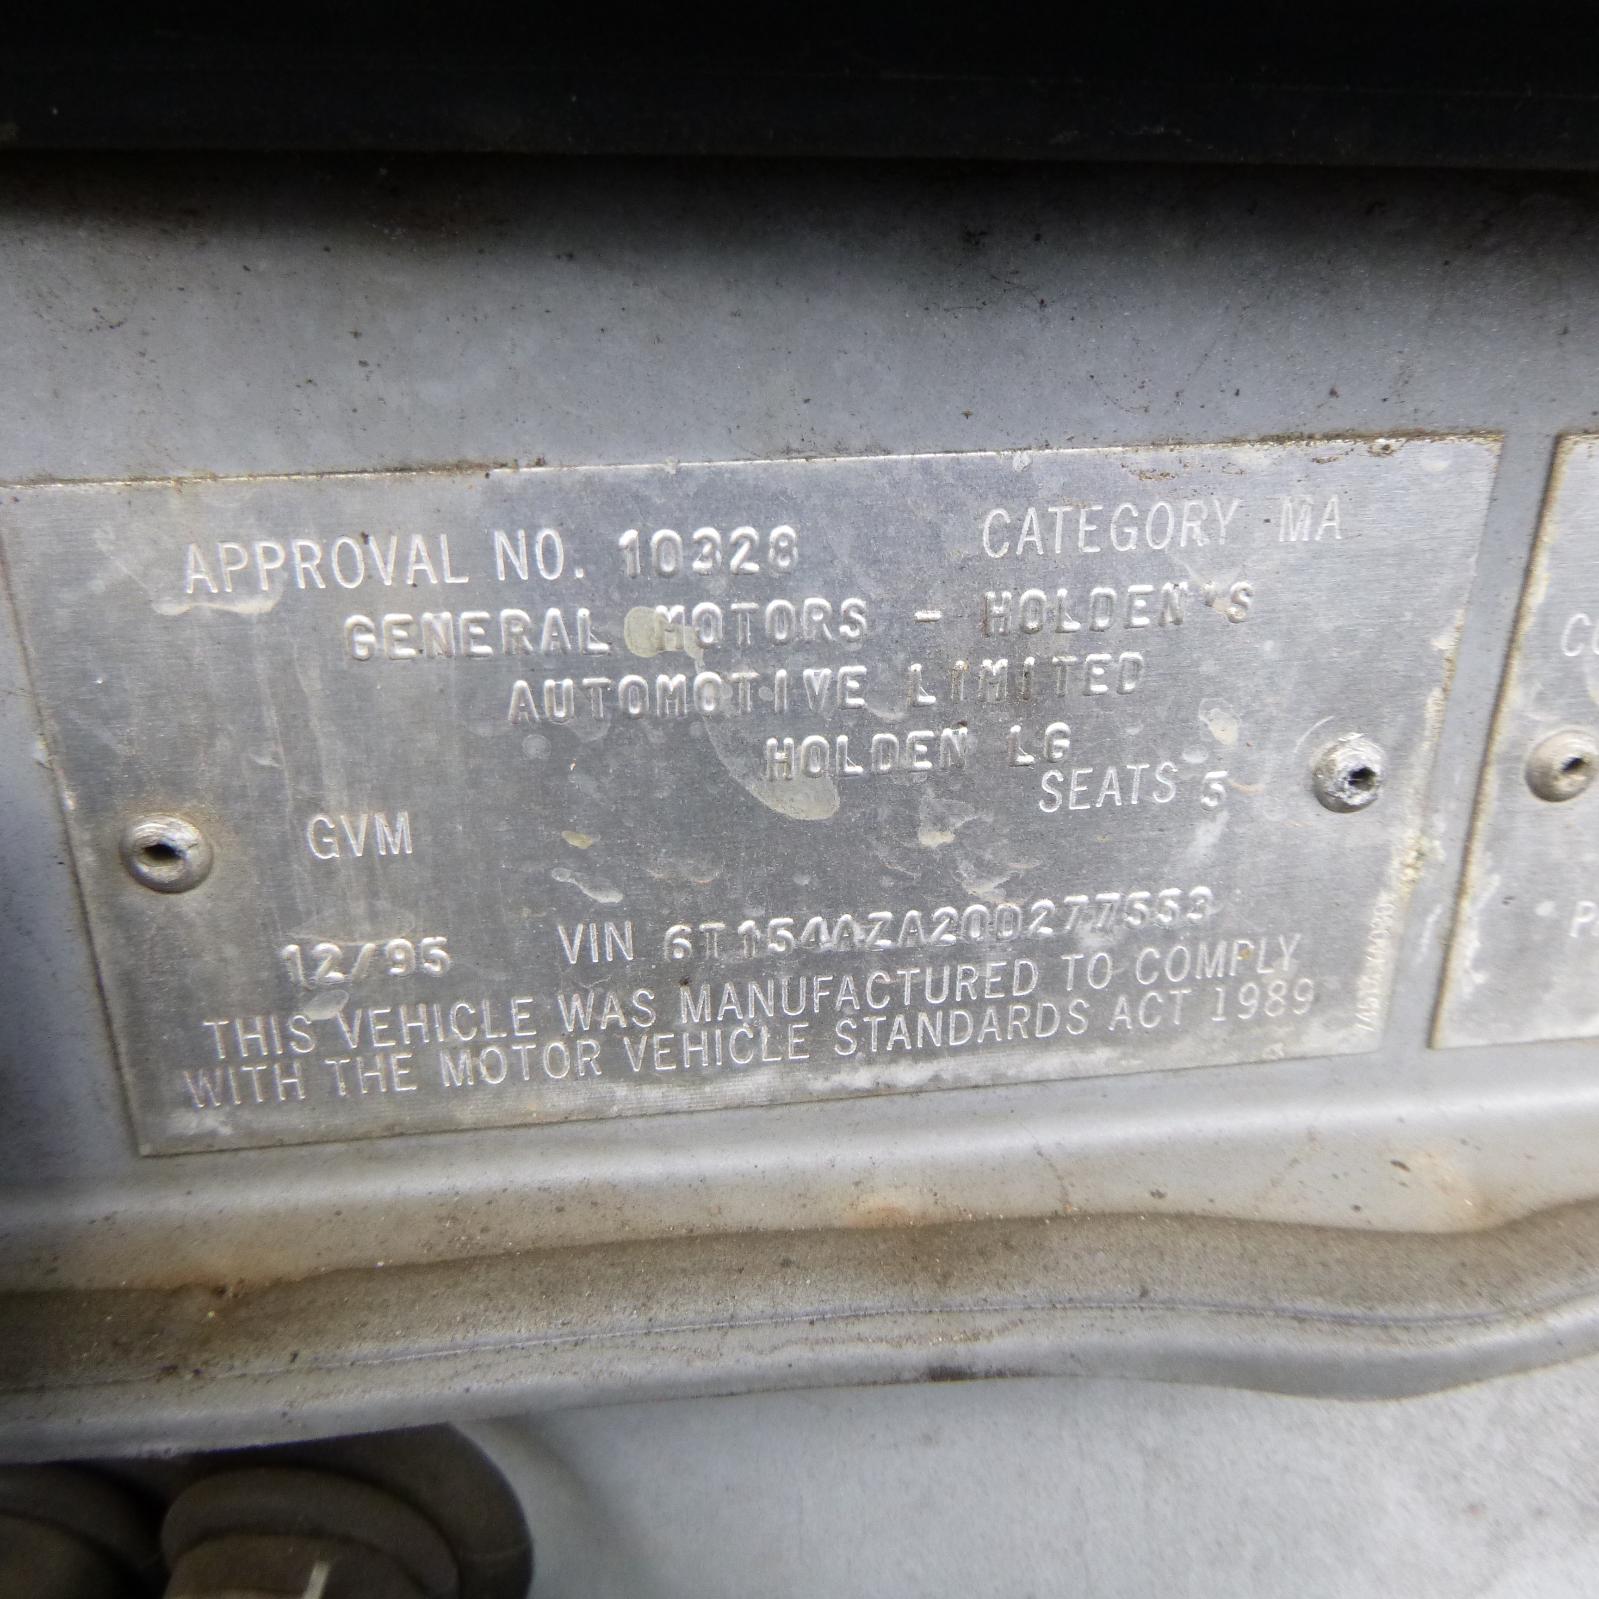 APPROVAL NO. 10328 CATEGORY MA
GENERAL MOTORS - HOLDEN'S
AUTOMOTIVE LIMITED
HOLDEN LG
SEATS 5
GVM
12/95 VIN 6T154AZA20D277553
THIS VEHICLE WAS MANUFACTURED TO COMPLY
WITH THE MOTOR VEHICLE STANDARDS ACT 1989